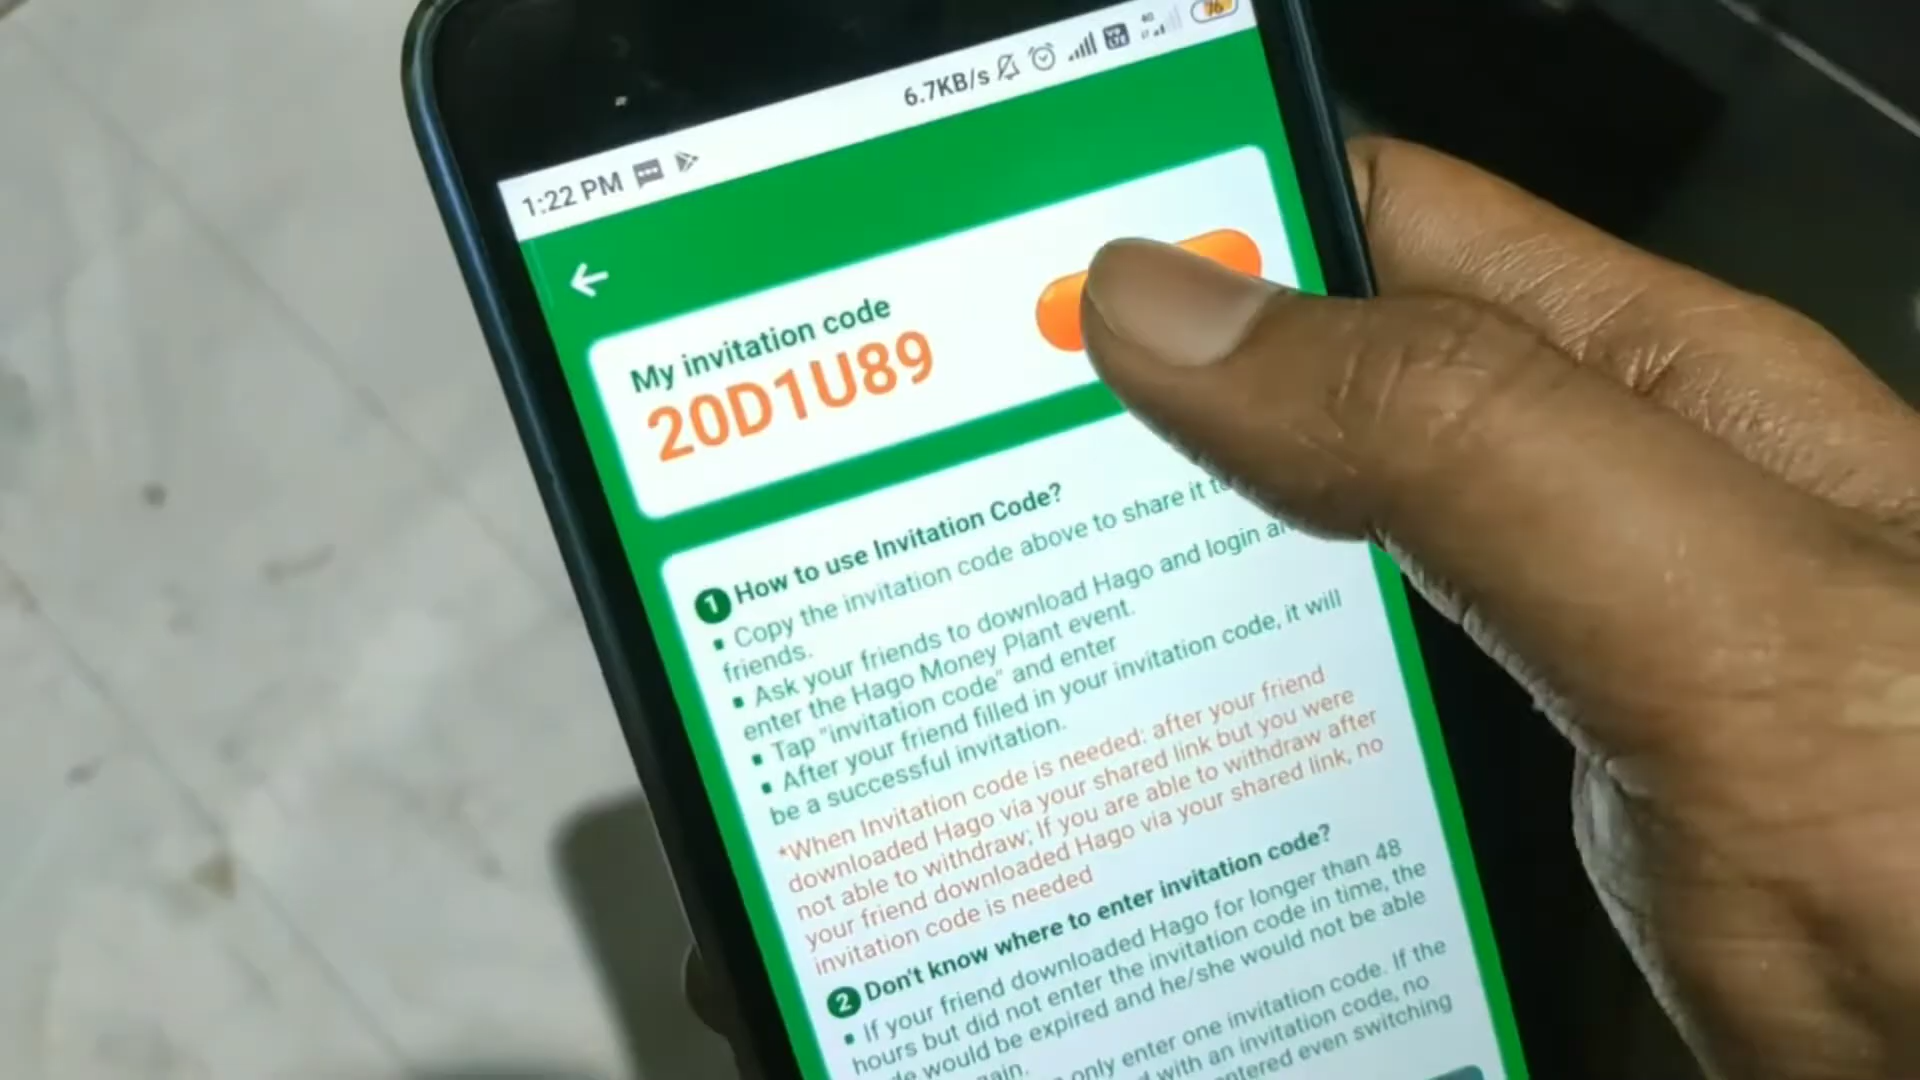 1:22 PM
6.7KB/s
76
My invitation code
20D1U89
1 How to use Invitation Code?
▪ Copy the invitation code above to share it
friends.
▪ Ask your friends to download Hago and login
enter the Hago Money Plant event.
▪ Tap "invitation code" and enter
▪ After your friend filled in your invitation code, it will
be a successful invitation.
*When Invitation code is needed: after your friend
downloaded Hago via your shared link but you were
not able to withdraw; If you are able to withdraw after
your friend downloaded Hago via your shared link, no
invitation code is needed
2 Don't know where to enter invitation code?
▪ If your friend downloaded Hago for longer than 48
hours but did not enter the invitation code in time, the
would be expired and he/she would not be able
only enter one invitation code. If the
with an invitation code, no
even switching